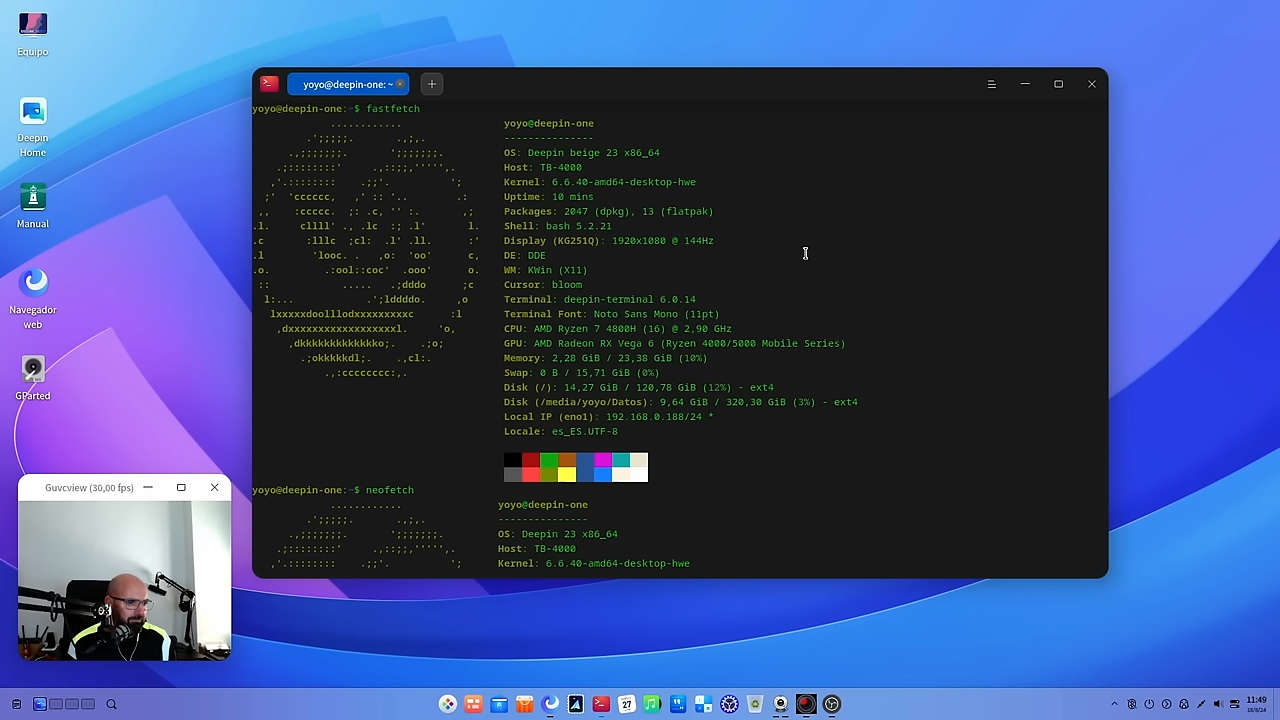 Equipo
Deepin
Home
Manual
Navegador
web
GParted
yoyo@deepin-one: ~
yoyo@deepin-one:~$ fastfetch
yoyo@deepin-one
---------------
OS: Deepin beige 23 x86_64
Host: TB-4000
Kernel: 6.6.40-amd64-desktop-hwe
Uptime: 10 mins
Packages: 2047 (dpkg), 13 (flatpak)
Shell: bash 5.2.21
Display (KG251Q): 1920x1080 @ 144Hz
DE: DDE
WM: KWin (X11)
Cursor: bloom
Terminal: deepin-terminal 6.0.14
Terminal Font: Noto Sans Mono (11pt)
CPU: AMD Ryzen 7 4800H (16) @ 2,90 GHz
GPU: AMD Radeon RX Vega 6 (Ryzen 4000/5000 Mobile Series)
Memory: 2,28 GiB / 23,38 GiB (10%)
Swap: 0 B / 15,71 GiB (0%)
Disk (/): 14,27 GiB / 120,78 GiB (12%) - ext4
Disk (/media/yoyo/Datos): 9,64 GiB / 320,30 GiB (3%) - ext4
Local IP (eno1): 192.168.0.188/24 *
Locale: es_ES.UTF-8
yoyo@deepin-one:~$ neofetch
yoyo@deepin-one
---------------
OS: Deepin 23 x86_64
Host: TB-4000
Kernel: 6.6.40-amd64-desktop-hwe
Guvcview (30,00 fps)
27
11:49
18/8/24